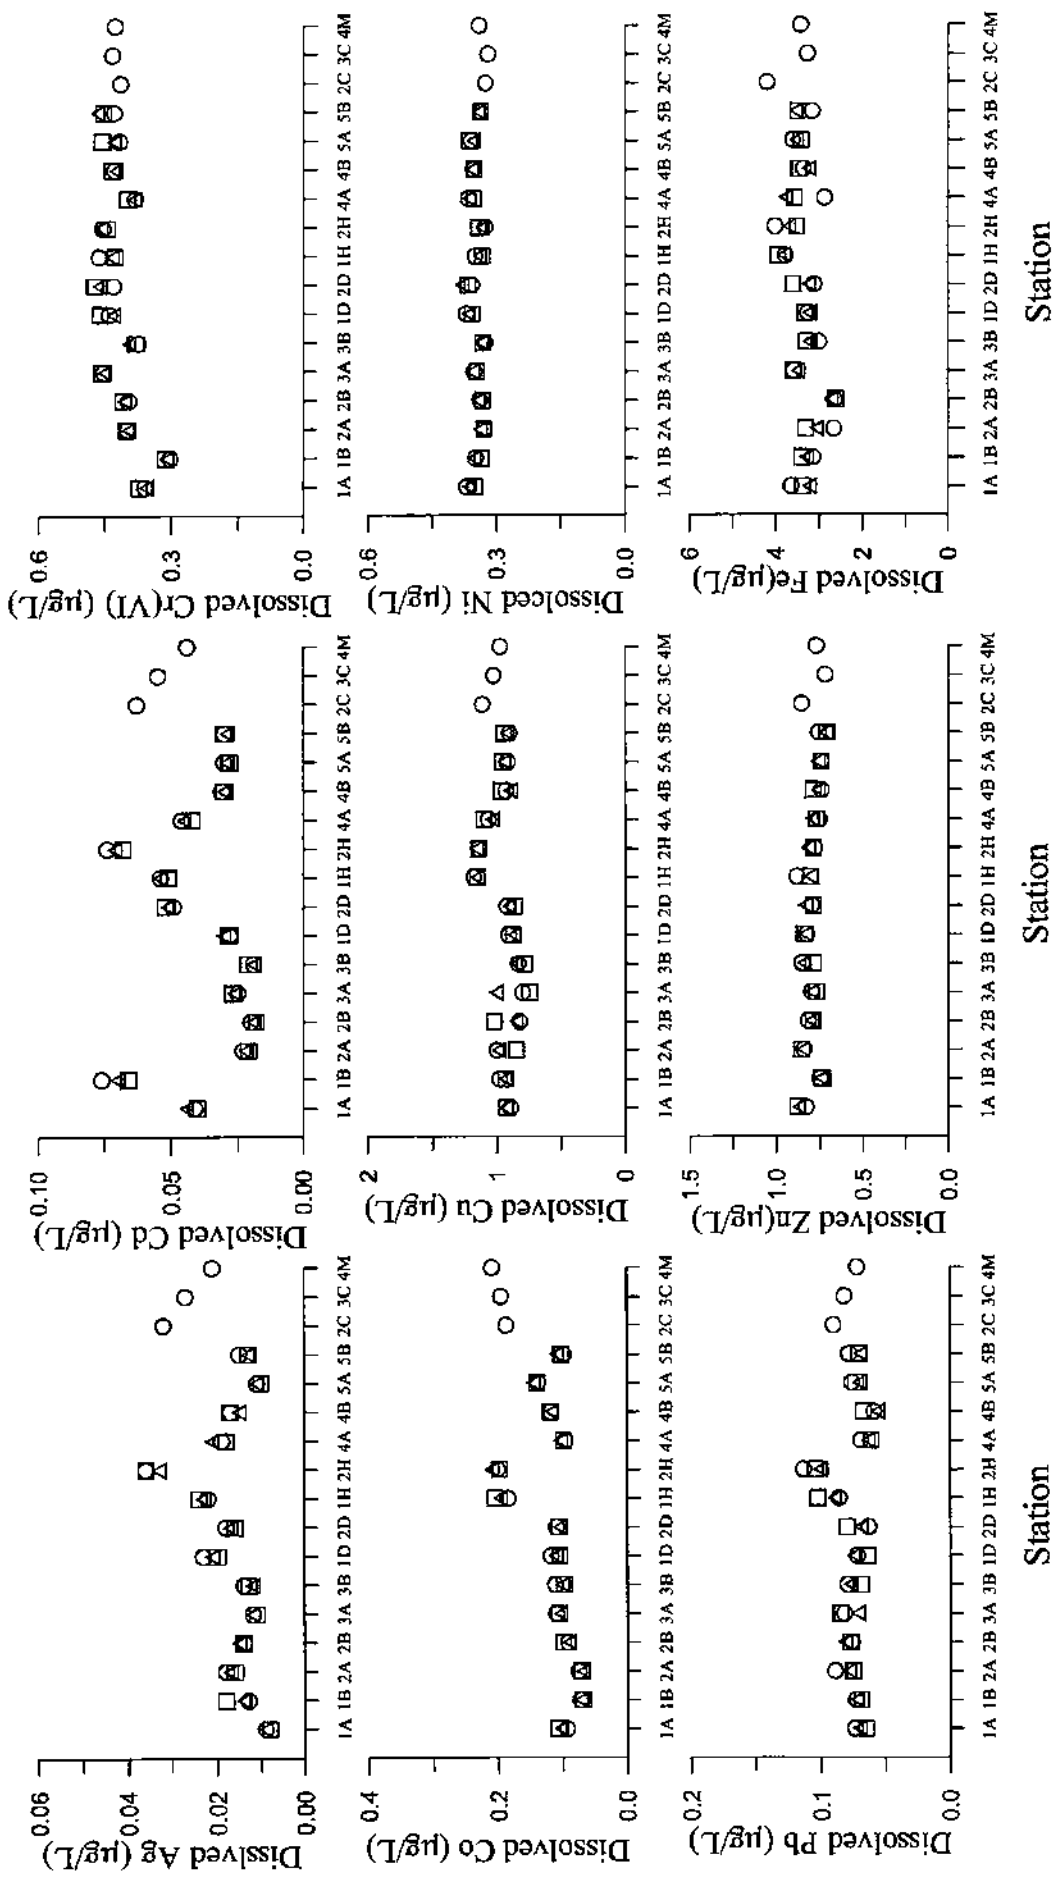 Disslved Ag (µg/L)
0.06
0.04
0.02
0.00
1A 1B 2A 2B 3A 3B 1D 2D 1H 2H 4A 4B 5A 5B 2C 3C 4M
Dissolved Cd (µg/L)
0.10
0.05
0.00
1A 1B 2A 2B 3A 3B 1D 2D 1H 2H 4A 4B 5A 5B 2C 3C 4M
Dissolved Cr(VI) (µg/L)
0.6
0.3
0.0
1A 1B 2A 2B 3A 3B 1D 2D 1H 2H 4A 4B 5A 5B 2C 3C 4M
Dissolved Co (µg/L)
0.4
0.2
0.0
1A 1B 2A 2B 3A 3B 1D 2D 1H 2H 4A 4B 5A 5B 2C 3C 4M
Dissolved Cu (µg/L)
2
1
0
1A 1B 2A 2B 3A 3B 1D 2D 1H 2H 4A 4B 5A 5B 2C 3C 4M
Dissolced Ni (µg/L)
0.6
0.3
0.0
1A 1B 2A 2B 3A 3B 1D 2D 1H 2H 4A 4B 5A 5B 2C 3C 4M
Dissolved Pb (µg/L)
0.2
0.1
0.0
1A 1B 2A 2B 3A 3B 1D 2D 1H 2H 4A 4B 5A 5B 2C 3C 4M
Station
Dissolved Zn(µg/L)
1.5
1.0
0.5
0.0
1A 1B 2A 2B 3A 3B 1D 2D 1H 2H 4A 4B 5A 5B 2C 3C 4M
Station
Dissolved Fe(µg/L)
6
4
2
0
1A 1B 2A 2B 3A 3B 1D 2D 1H 2H 4A 4B 5A 5B 2C 3C 4M
Station